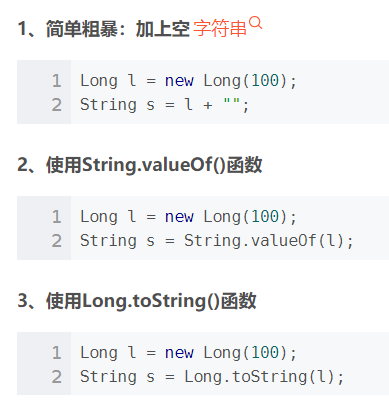 1、简单粗暴：加上空 字符串
1 Long l = new Long(100);
2 String s = l + "";
2、使用String.valueOf()函数
1 Long l = new Long(100);
2 String s = String.valueOf(l);
3、使用Long.toString()函数
1 Long l = new Long(100);
2 String s = Long.toString(l);